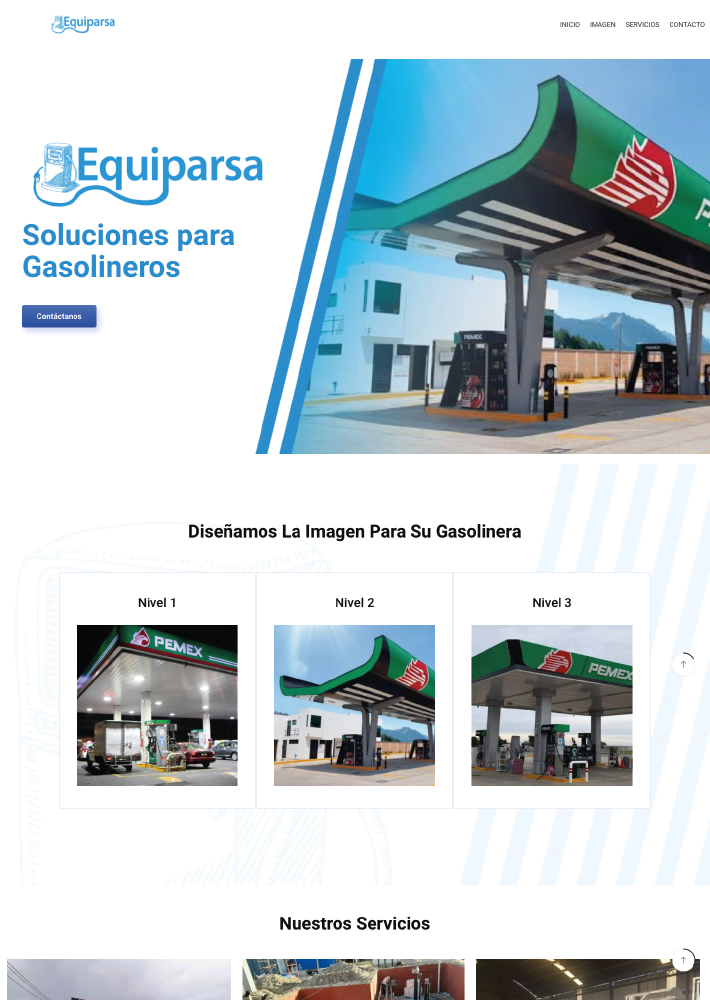 Equiparsa
INICIO IMAGEN SERVICIOS CONTACTO
Equiparsa
Soluciones para
Gasolineros
Contáctanos
PEMEX
Diseñamos La Imagen Para Su Gasolinera
Nivel 1
Nivel 2
Nivel 3
PEMEX
PEMEX
Nuestros Servicios